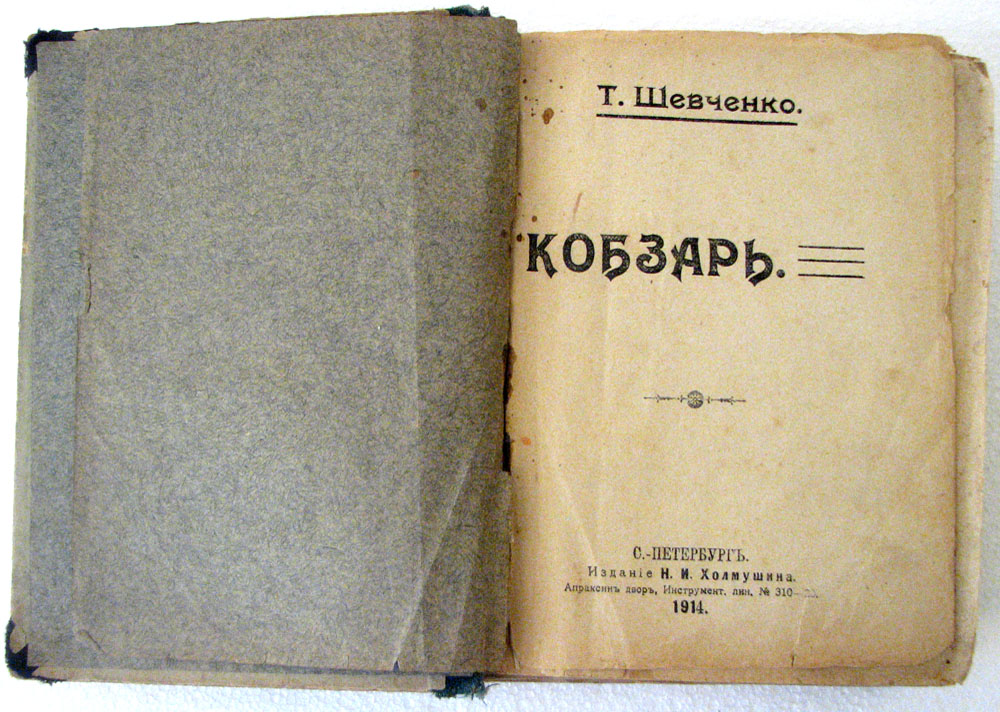 Т. Шевченко.
КОБЗАРЬ.
С.-ПЕТЕРБУРГЪ.
Изданіе Н. И. Холмушина.
Апраксинъ дворъ, Инструмент. лин. № 310—
1914.